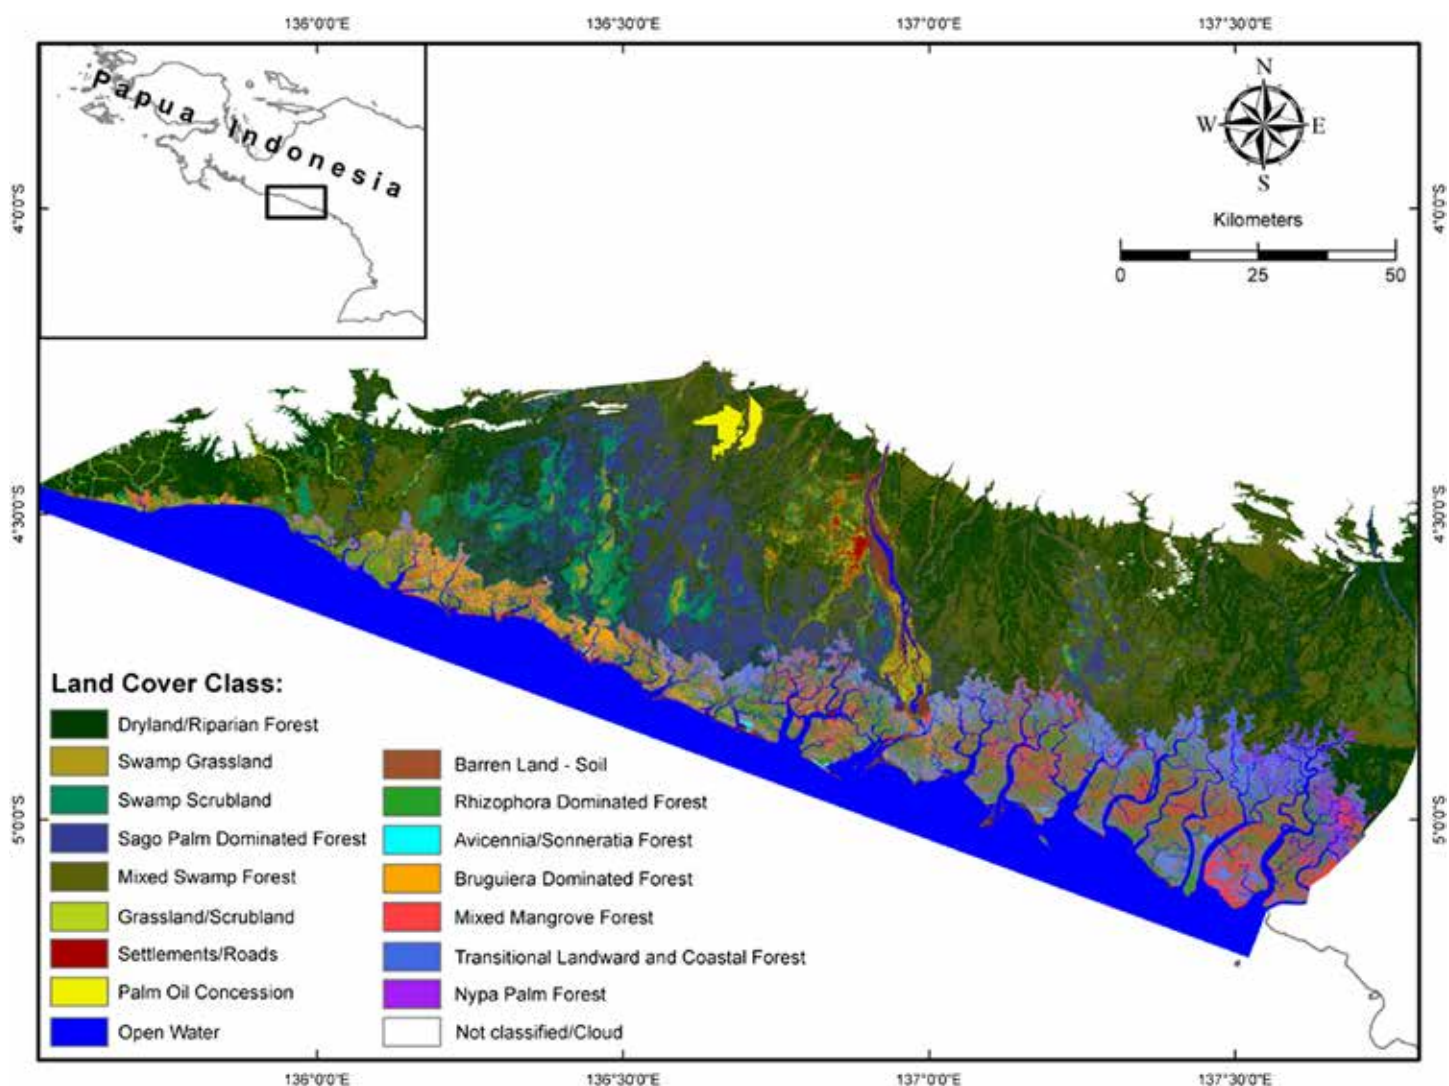 136°0'0"E
136°30'0"E
137°0'0"E
137°30'0"E
Papua Indonesia
N
W
E
S
Kilometers
0
25
50
4°0'0"S
4°0'0"S
4°30'0"S
4°30'0"S
5°0'0"S
5°0'0"S
Land Cover Class:
Dryland/Riparian Forest
Swamp Grassland
Swamp Scrubland
Sago Palm Dominated Forest
Mixed Swamp Forest
Grassland/Scrubland
Settlements/Roads
Palm Oil Concession
Open Water
Barren Land - Soil
Rhizophora Dominated Forest
Avicennia/Sonneratia Forest
Bruguiera Dominated Forest
Mixed Mangrove Forest
Transitional Landward and Coastal Forest
Nypa Palm Forest
Not classified/Cloud
136°0'0"E
136°30'0"E
137°0'0"E
137°30'0"E